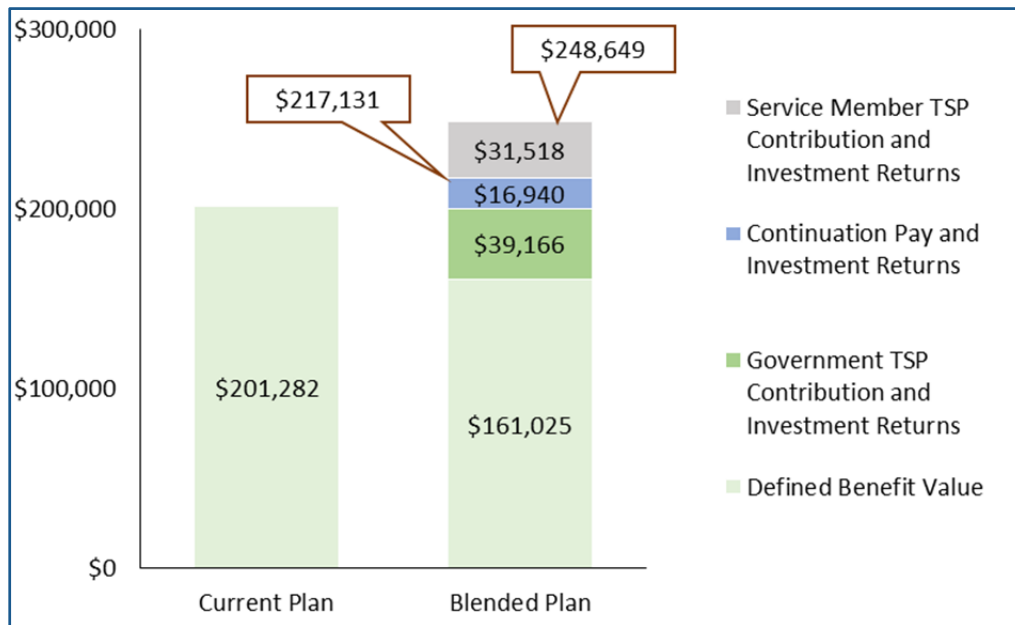 $300,000
$200,000
$100,000
$0
$217,131
$248,649
$201,282
$31,518
$16,940
$39,166
$161,025
Current Plan
Blended Plan
Service Member TSP
Contribution and
Investment Returns
Continuation Pay and
Investment Returns
Government TSP
Contribution and
Investment Returns
Defined Benefit Value